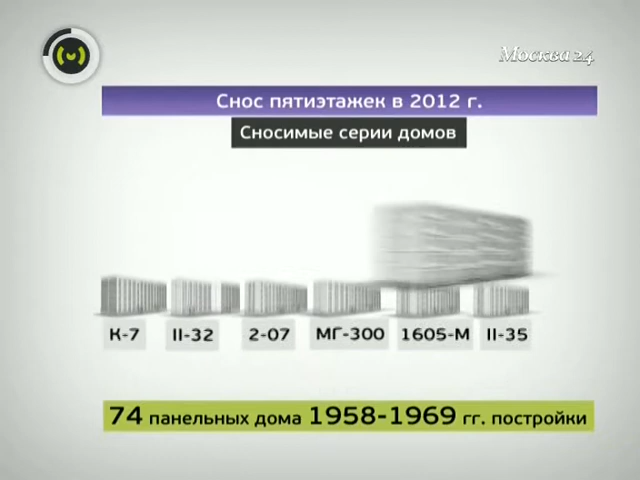 Москва 24
Снос пятиэтажек в 2012 г.
Сносимые серии домов
К-7 II-32 2-07 МГ-300 1605-М II-35
74 панельных дома 1958-1969 гг. постройки